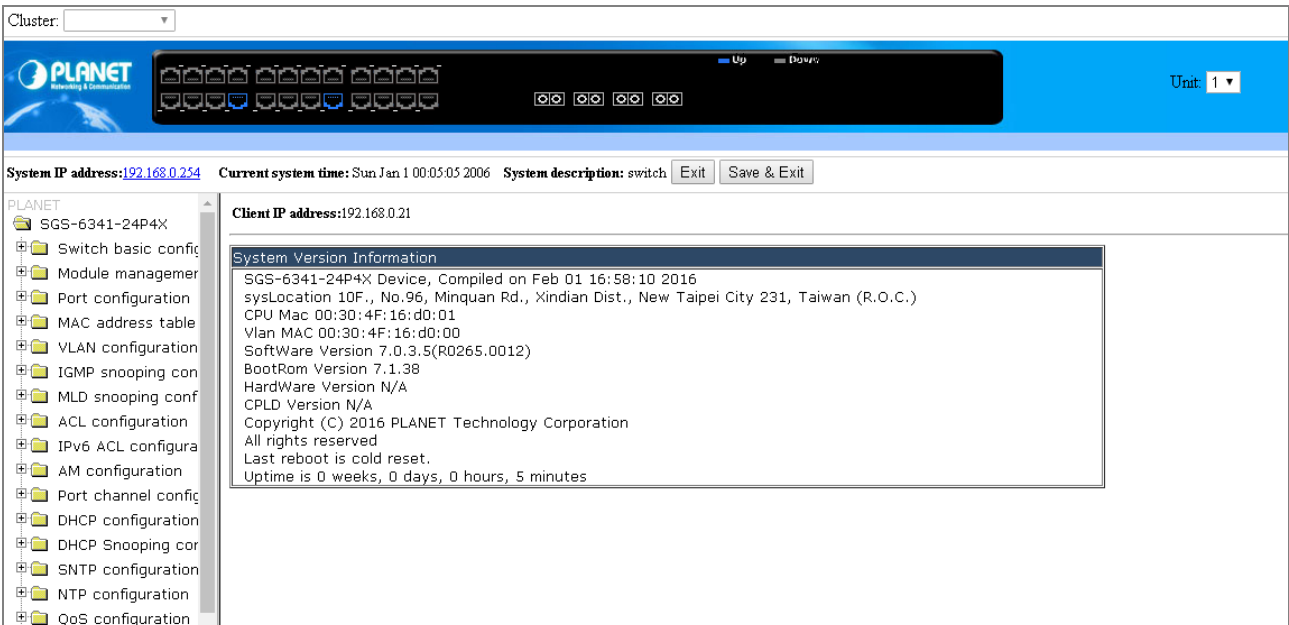 Cluster:
PLANET
Networking & Communication
Up Down
Unit: 1
System IP address:192.168.0.254 Current system time: Sun Jan 1 00:05:05 2006 System description: switch Exit Save & Exit
PLANET
SGS-6341-24P4X
Switch basic config
Module managemer
Port configuration
MAC address table
VLAN configuration
IGMP snooping con
MLD snooping conf
ACL configuration
IPv6 ACL configura
AM configuration
Port channel config
DHCP configuration
DHCP Snooping cor
SNTP configuration
NTP configuration
QoS configuration
Client IP address:192.168.0.21
System Version Information
SGS-6341-24P4X Device, Compiled on Feb 01 16:58:10 2016
sysLocation 10F., No.96, Minquan Rd., Xindian Dist., New Taipei City 231, Taiwan (R.O.C.)
CPU Mac 00:30:4F:16:d0:01
Vlan MAC 00:30:4F:16:d0:00
SoftWare Version 7.0.3.5(R0265.0012)
BootRom Version 7.1.38
HardWare Version N/A
CPLD Version N/A
Copyright (C) 2016 PLANET Technology Corporation
All rights reserved
Last reboot is cold reset.
Uptime is 0 weeks, 0 days, 0 hours, 5 minutes